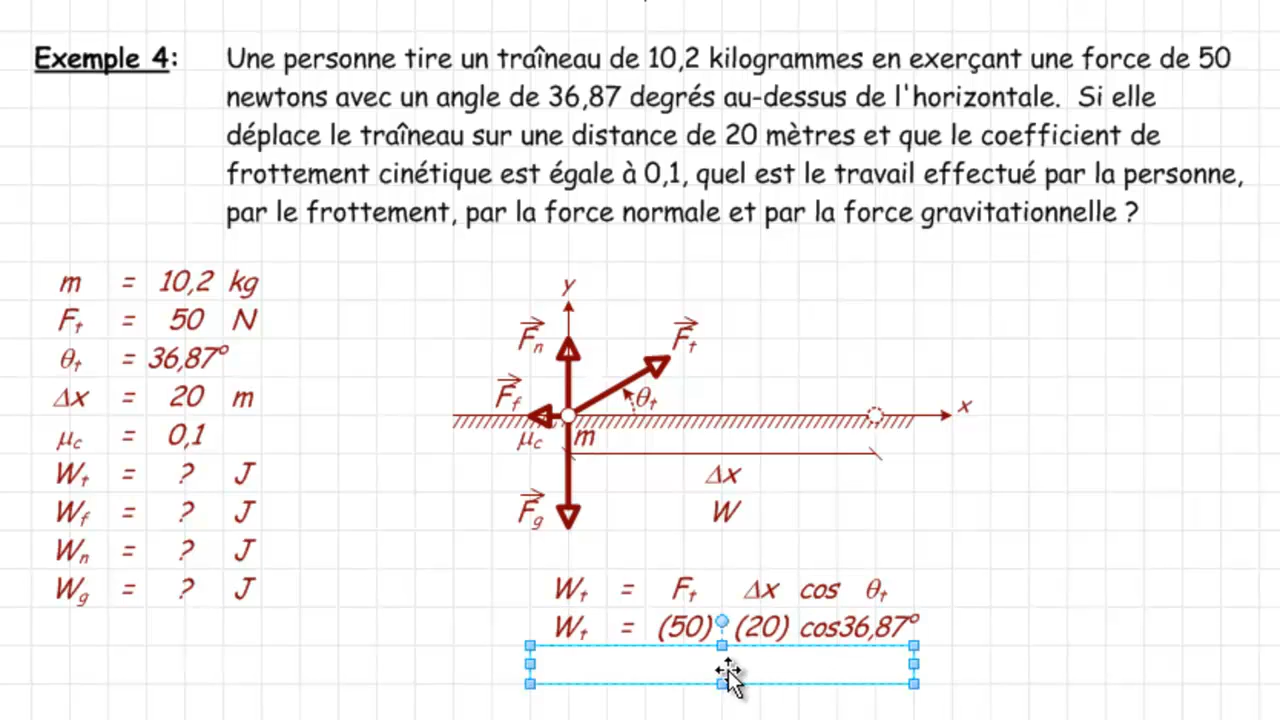 Exemple 4: Une personne tire un traîneau de 10,2 kilogrammes en exerçant une force de 50
newtons avec un angle de 36,87 degrés au-dessus de l'horizontale. Si elle
déplace le traîneau sur une distance de 20 mètres et que le coefficient de
frottement cinétique est égale à 0,1, quel est le travail effectué par la personne,
par le frottement, par la force normale et par la force gravitationnelle ?
m = 10,2 kg
Ft = 50 N
θt = 36,87°
Δx = 20 m
μc = 0,1
Wt = ? J
Wf = ? J
Wn = ? J
Wg = ? J
y
Fn
Ft
Ff
θt
x
μc
m
Δx
Fg
W
Wt = Ft Δx cos θt
Wt = (50) (20) cos36,87°